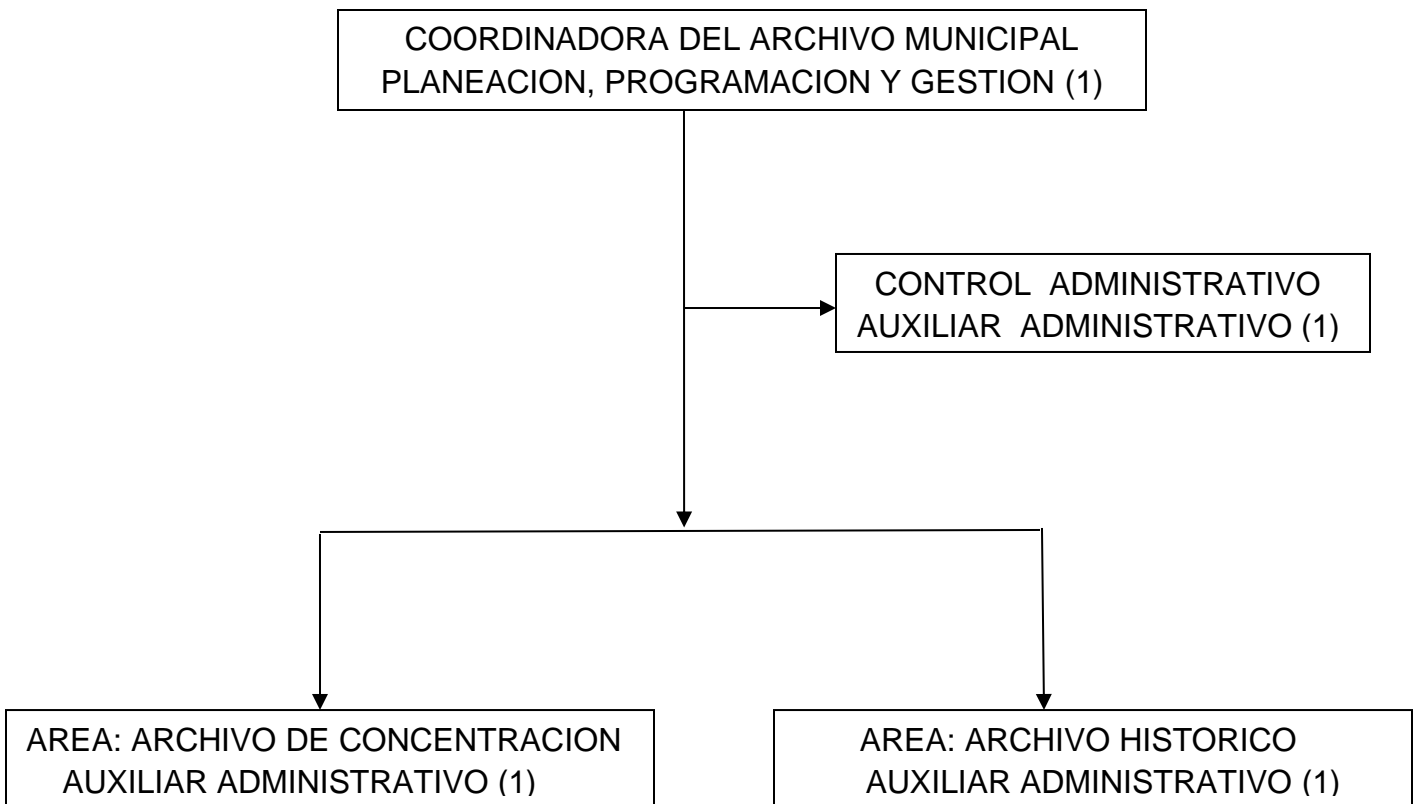 COORDINADORA DEL ARCHIVO MUNICIPAL
PLANEACION, PROGRAMACION Y GESTION (1)
CONTROL ADMINISTRATIVO
AUXILIAR ADMINISTRATIVO (1)
AREA: ARCHIVO DE CONCENTRACION
AUXILIAR ADMINISTRATIVO (1)
AREA: ARCHIVO HISTORICO
AUXILIAR ADMINISTRATIVO (1)